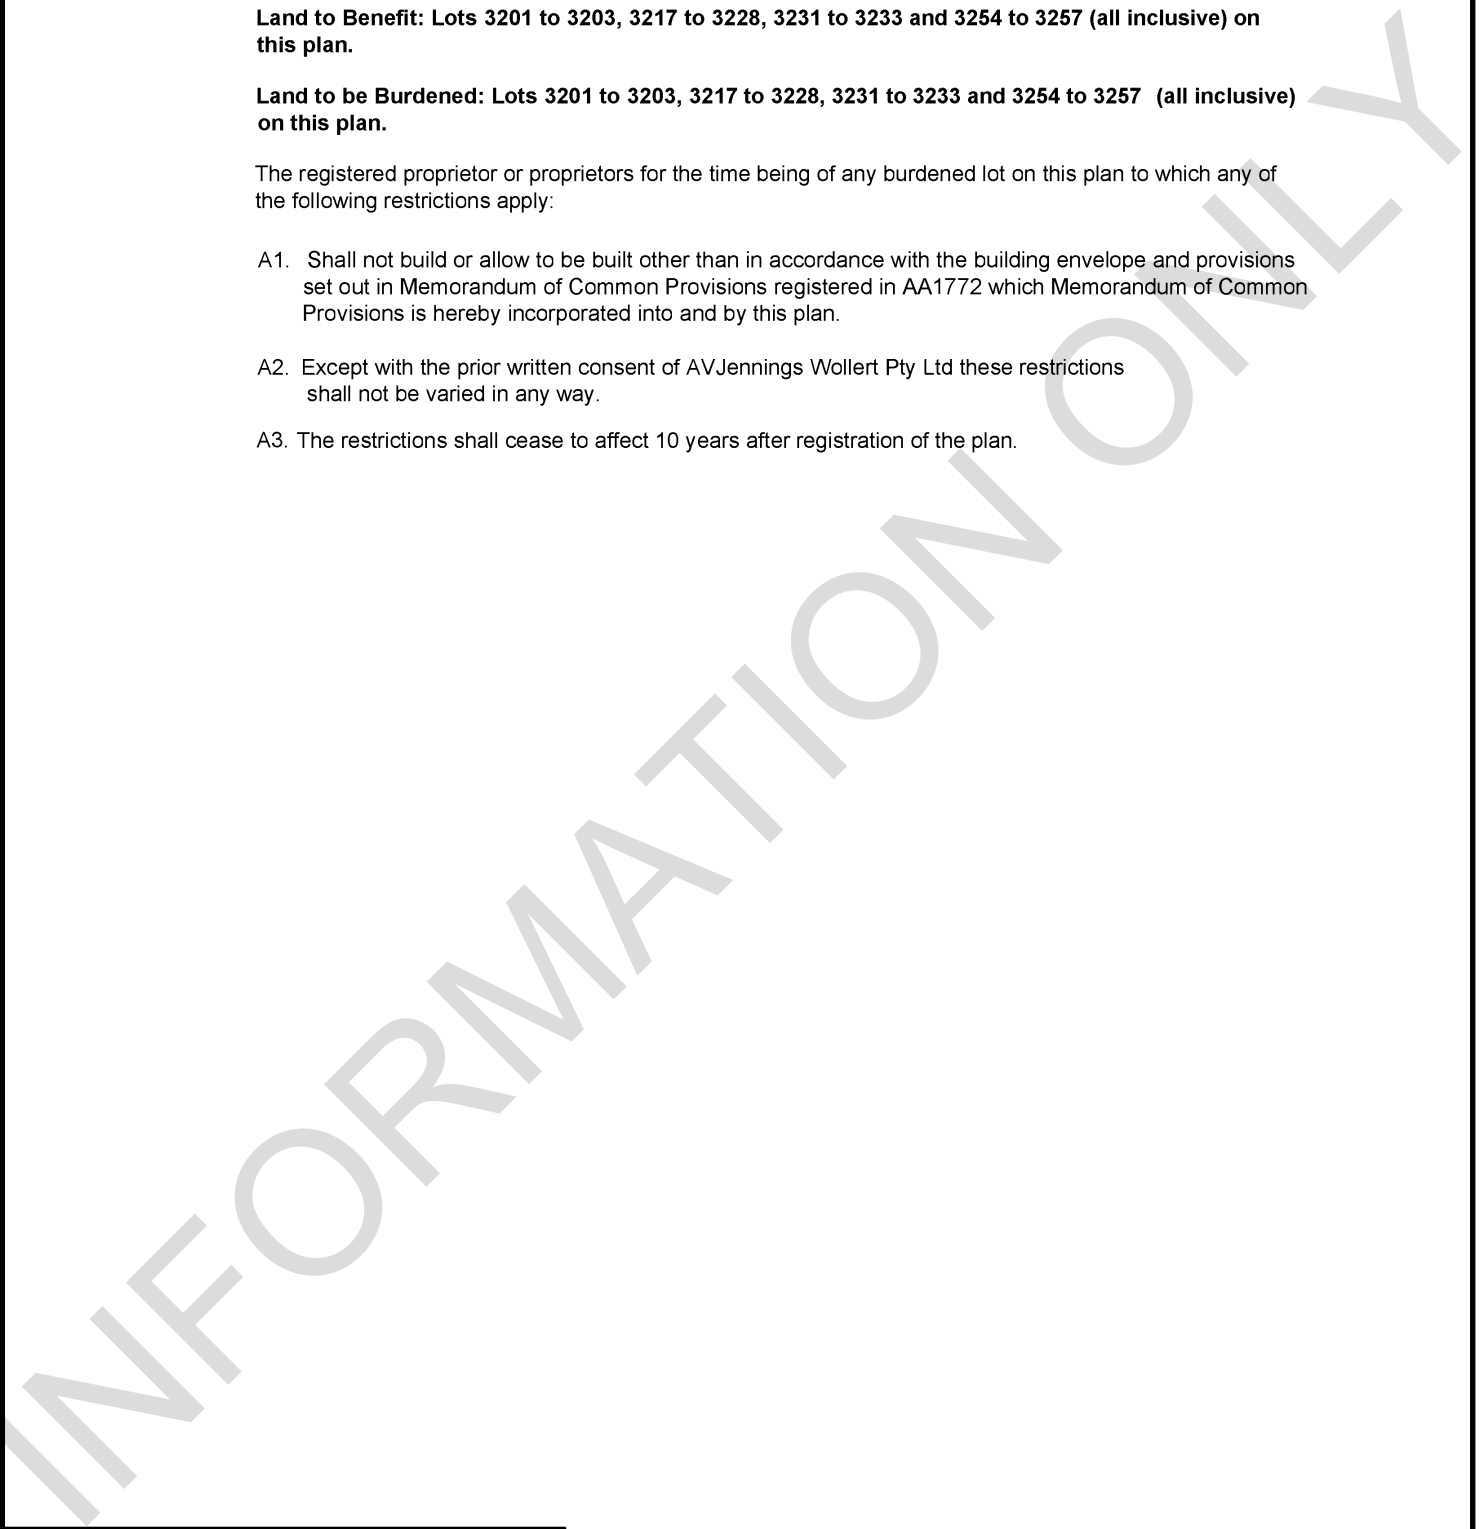 Land to Benefit: Lots 3201 to 3203, 3217 to 3228, 3231 to 3233 and 3254 to 3257 (all inclusive) on
this plan.
Land to be Burdened: Lots 3201 to 3203, 3217 to 3228, 3231 to 3233 and 3254 to 3257 (all inclusive)
on this plan.
The registered proprietor or proprietors for the time being of any burdened lot on this plan to which any of
the following restrictions apply:
A1. Shall not build or allow to be built other than in accordance with the building envelope and provisions
set out in Memorandum of Common Provisions registered in AA1772 which Memorandum of Common
Provisions is hereby incorporated into and by this plan.
A2. Except with the prior written consent of AVJennings Wollert Pty Ltd these restrictions
shall not be varied in any way.
A3. The restrictions shall cease to affect 10 years after registration of the plan.
INFORMATION ONLY